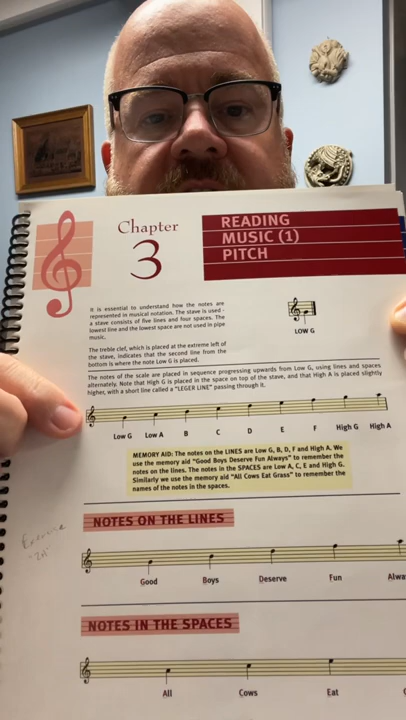 Chapter
3
READING
MUSIC (1)
PITCH
It is essential to understand how the notes are
represented in musical notation. The stave is used -
a stave consists of five lines and four spaces. The
lowest line and the lowest space are not used in pipe
music.
The treble clef, which is placed at the extreme left of
the stave, indicates that the second line from the
bottom is where the note Low G is placed.
LOW G
The notes of the scale are placed in sequence progressing upwards from Low G, using lines and spaces
alternately. Note that High G is placed in the space on top of the stave, and that High A is placed slightly
higher, with a short line called a "LEGER LINE" passing through it.
Low G Low A B C D E F High G High A
MEMORY AID: The notes on the LINES are Low G, B, D, F and High A. We
use the memory aid "Good Boys Deserve Fun Always" to remember the
notes on the lines. The notes in the SPACES are Low A, C, E and High G.
Similarly we use the memory aid "All Cows Eat Grass" to remember the
names of the notes in the spaces.
Exercise
NOTES ON THE LINES
Good Boys Deserve Fun Alwa
NOTES IN THE SPACES
All Cows Eat